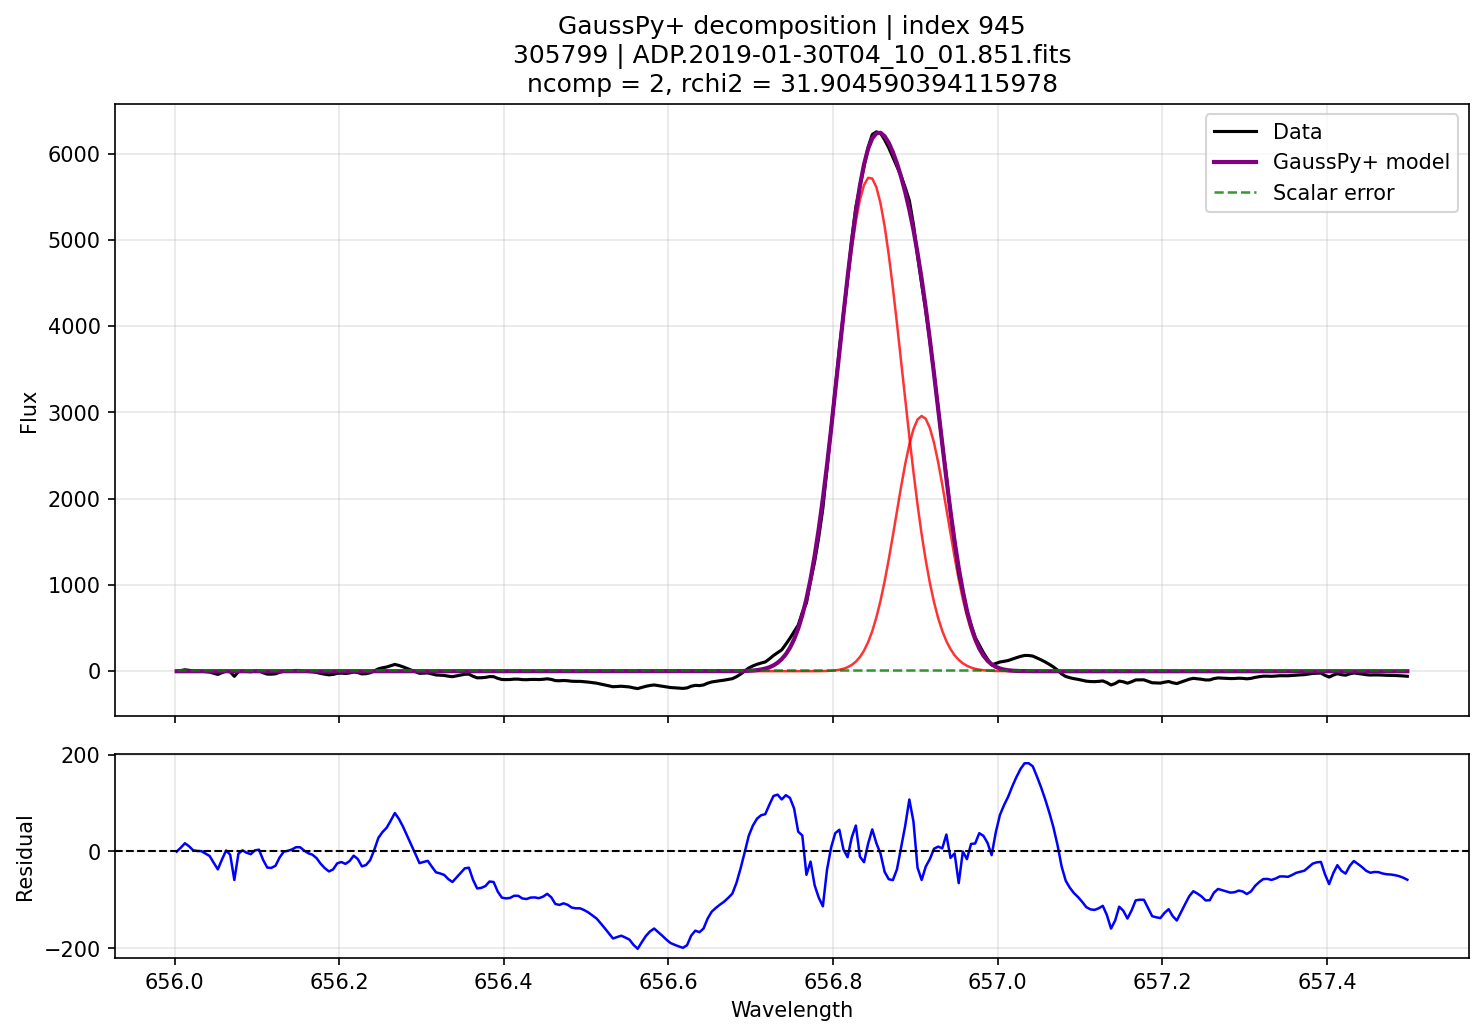 GaussPy+ decomposition | index 945
305799 | ADP.2019-01-30T04_10_01.851.fits
ncomp = 2, rchi2 = 31.904590394115978
Data
GaussPy+ model
Scalar error
6000
5000
4000
3000
2000
1000
0
Flux
200
0
−200
Residual
656.0 656.2 656.4 656.6 656.8 657.0 657.2 657.4
Wavelength